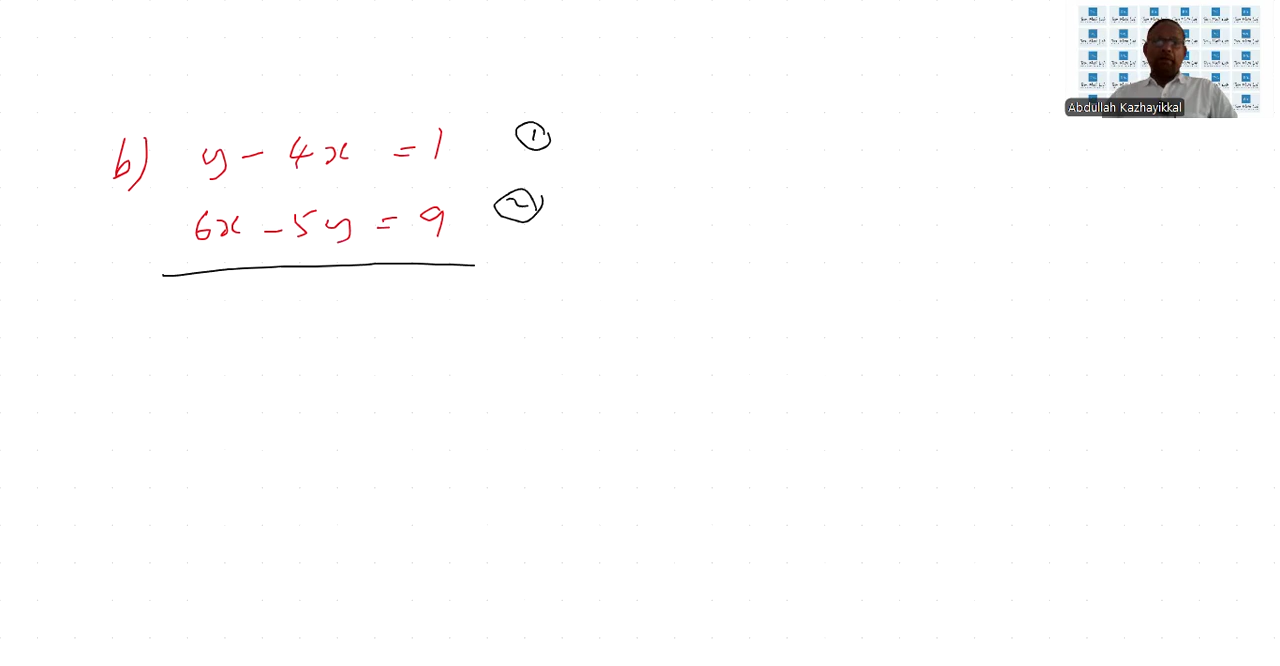 b) y - 4x = 1 ①
6x - 5y = 9 ②
Abdullah Kazhayikkal